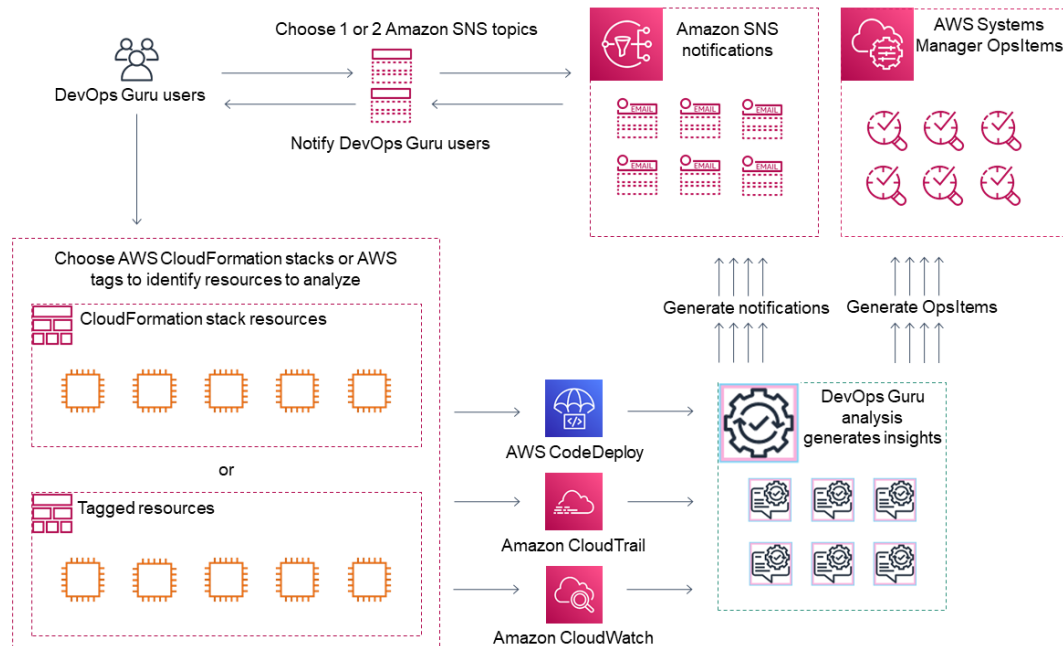 Choose 1 or 2 Amazon SNS topics
DevOps Guru users
Notify DevOps Guru users
Amazon SNS
notifications
EMAIL
EMAIL
EMAIL
EMAIL
EMAIL
EMAIL
AWS Systems
Manager OpsItems
Choose AWS CloudFormation stacks or AWS
tags to identify resources to analyze
CloudFormation stack resources
or
Tagged resources
Generate notifications
Generate OpsItems
AWS CodeDeploy
Amazon CloudTrail
Amazon CloudWatch
DevOps Guru
analysis
generates insights